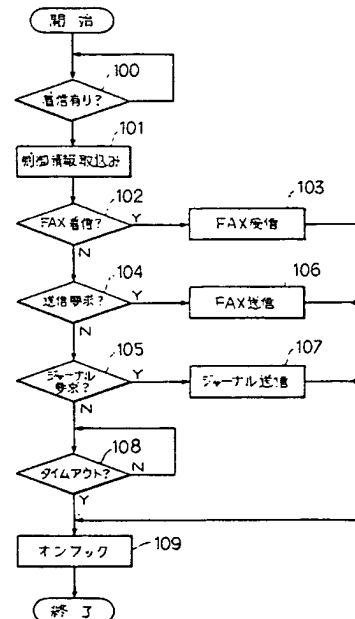 開始
100
着信有り?
101
制御情報取込み
102
103
FAX着信?
Y
FAX受信
N
104
106
送信要求?
Y
FAX送信
N
105
107
ジャーナル
要求?
Y
ジャーナル送信
N
108
タイムアウト?
N
Y
オンフック
109
終了